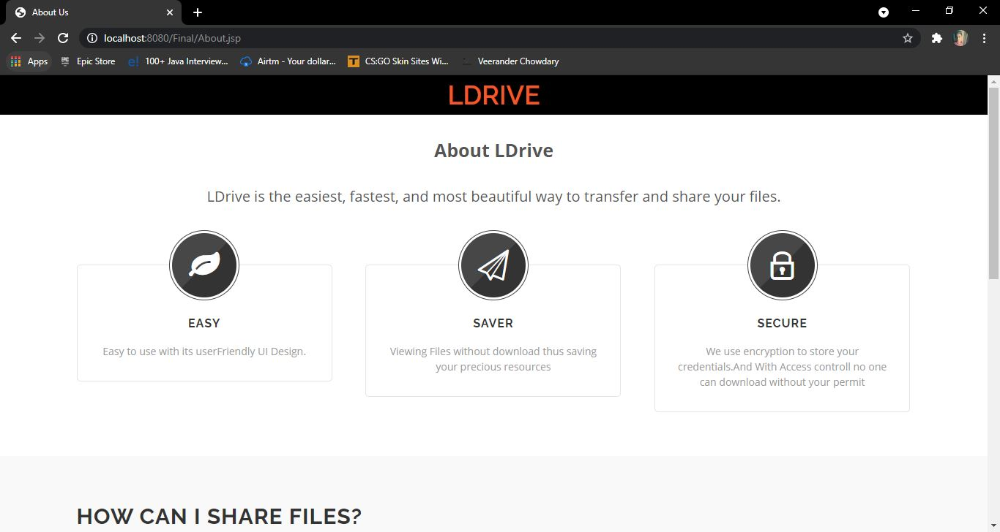 About Us
localhost:8080/Final/About.jsp
Apps
EPIC
Epic Store
e!
100+ Java Interview...
Airtm - Your dollar...
T
CS:GO Skin Sites Wi...
Veerander Chowdary
LDRIVE
About LDrive
LDrive is the easiest, fastest, and most beautiful way to transfer and share your files.
EASY
Easy to use with its userFriendly UI Design.
SAVER
Viewing Files without download thus saving
your precious resources
SECURE
We use encryption to store your
credentials.And With Access controll no one
can download without your permit
HOW CAN I SHARE FILES?